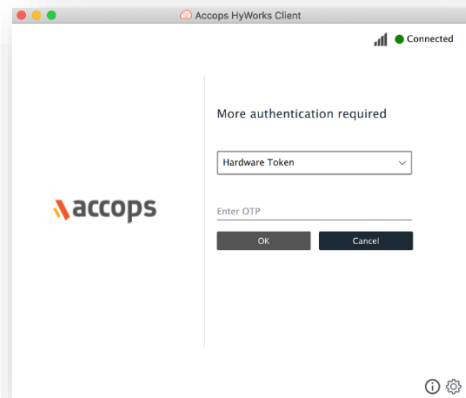 Accops HyWorks Client
Connected
More authentication required
Hardware Token
accops
Enter OTP
OK
Cancel